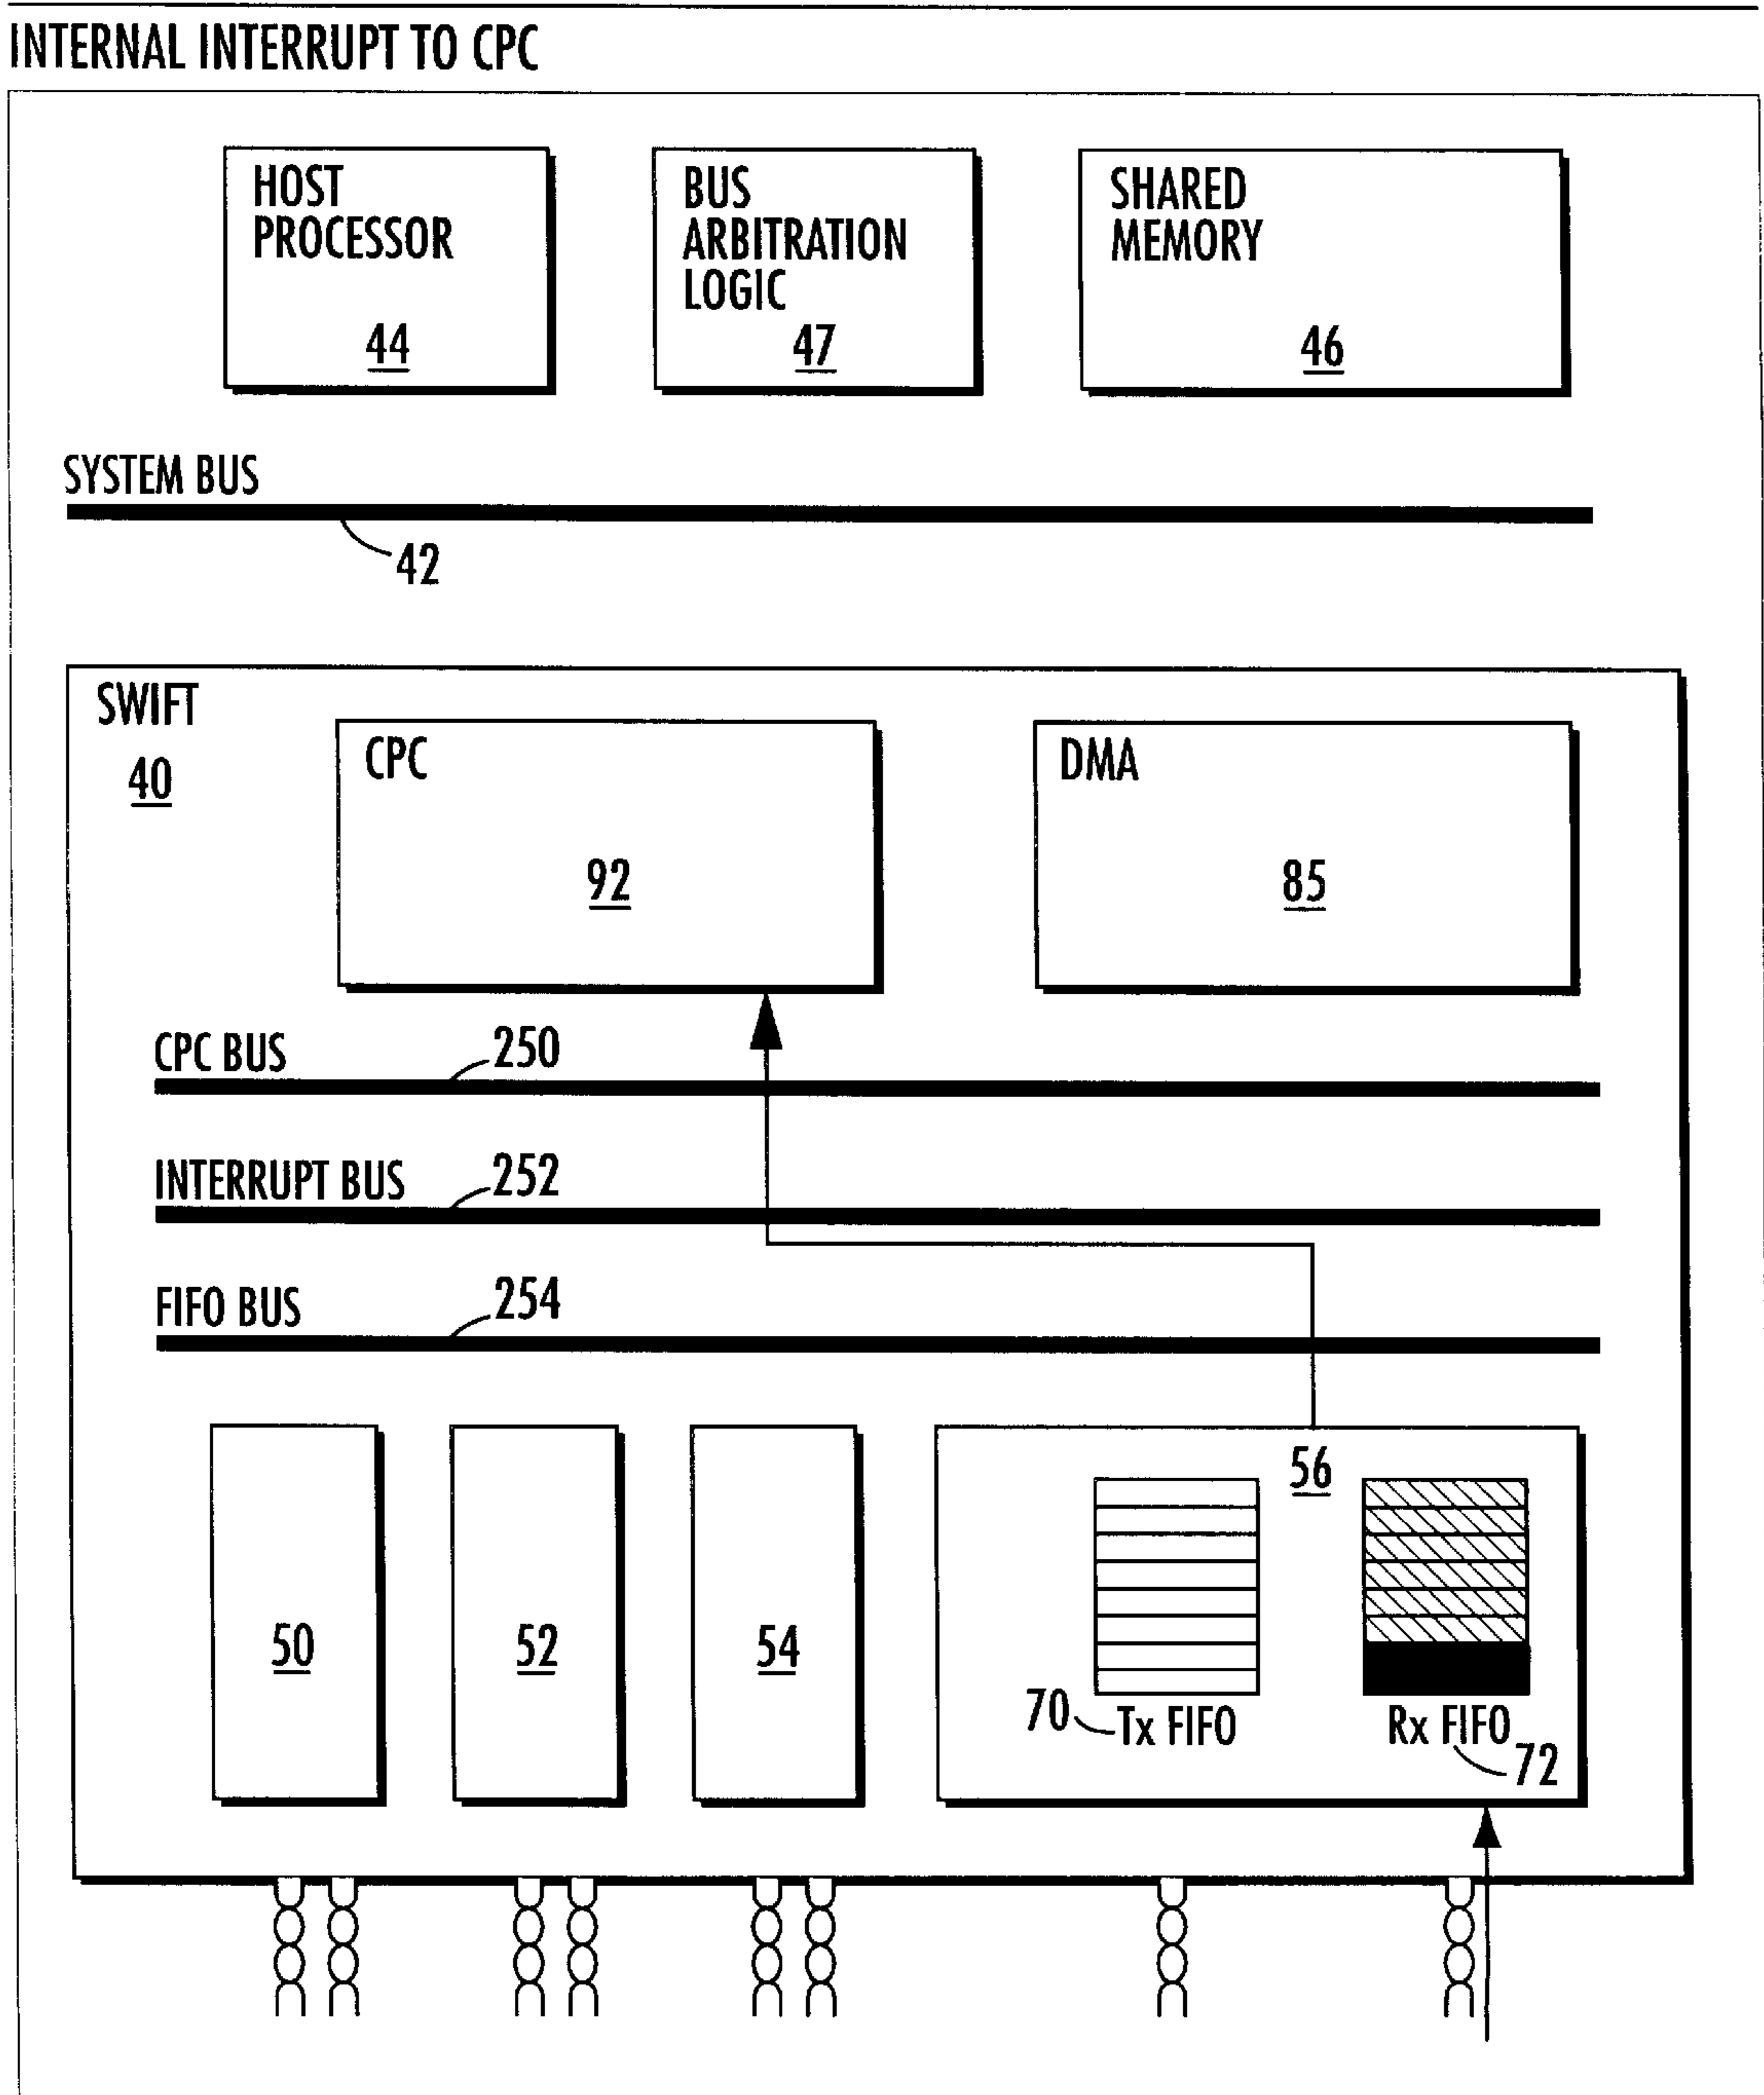 INTERNAL INTERRUPT TO CPC
HOST
PROCESSOR
44
BUS
ARBITRATION
LOGIC
47
SHARED
MEMORY
46
SYSTEM BUS
42
SWIFT
40
CPC
92
DMA
85
CPC BUS
250
INTERRUPT BUS
252
FIFO BUS
254
50
52
54
56
70
Tx FIFO
Rx FIFO
72